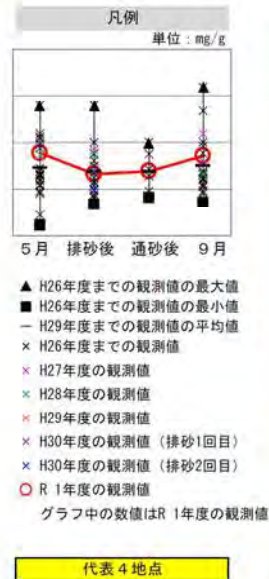 凡例
単位：mg/g
5月 排砂後 通砂後 9月
▲ H26年度までの観測値の最大値
■ H26年度までの観測値の最小値
− H29年度までの観測値の平均値
× H26年度までの観測値
× H27年度の観測値
× H28年度の観測値
× H29年度の観測値
× H30年度の観測値（排砂1回目）
× H30年度の観測値（排砂2回目）
○ R 1年度の観測値
グラフ中の数値はR 1年度の観測値
代表４地点